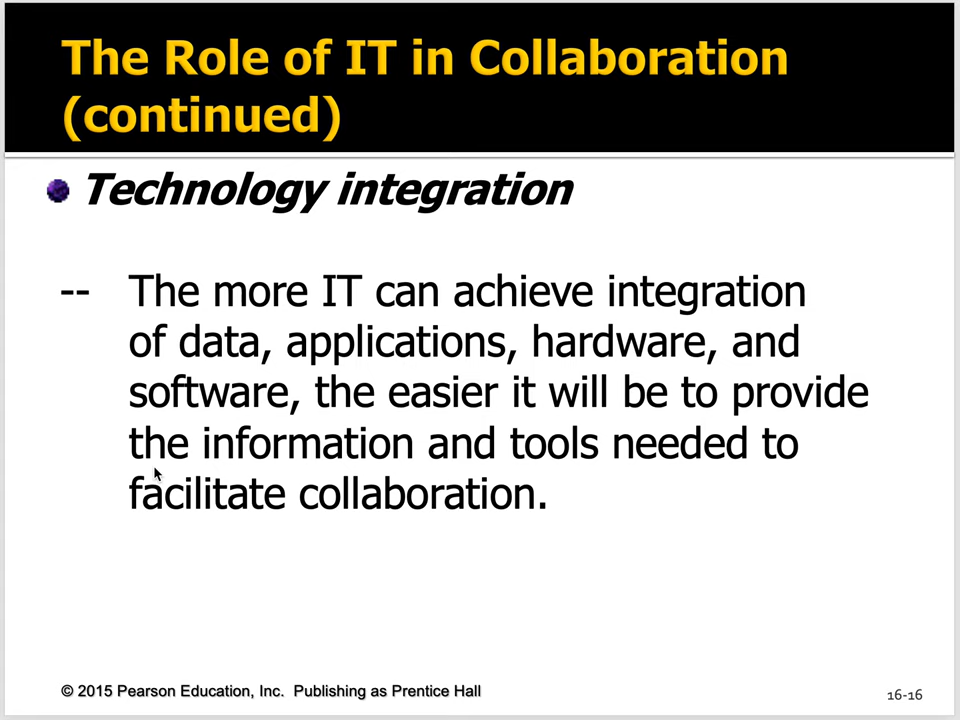 The Role of IT in Collaboration
(continued)
Technology integration
-- The more IT can achieve integration
of data, applications, hardware, and
software, the easier it will be to provide
the information and tools needed to
facilitate collaboration.
© 2015 Pearson Education, Inc. Publishing as Prentice Hall
16-16